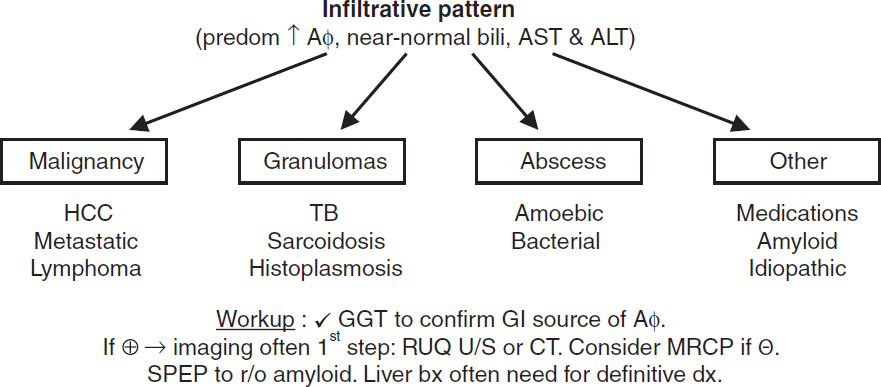 Infiltrative pattern
(predom ↑ Aϕ, near-normal bili, AST & ALT)
Malignancy
Granulomas
Abscess
Other
HCC
TB
Amoebic
Medications
Metastatic
Sarcoidosis
Bacterial
Amyloid
Lymphoma
Histoplasmosis
Idiopathic
Workup : ✓ GGT to confirm GI source of Aϕ.
If ⊕ → imaging often 1st step: RUQ U/S or CT. Consider MRCP if Θ.
SPEP to r/o amyloid. Liver bx often need for definitive dx.